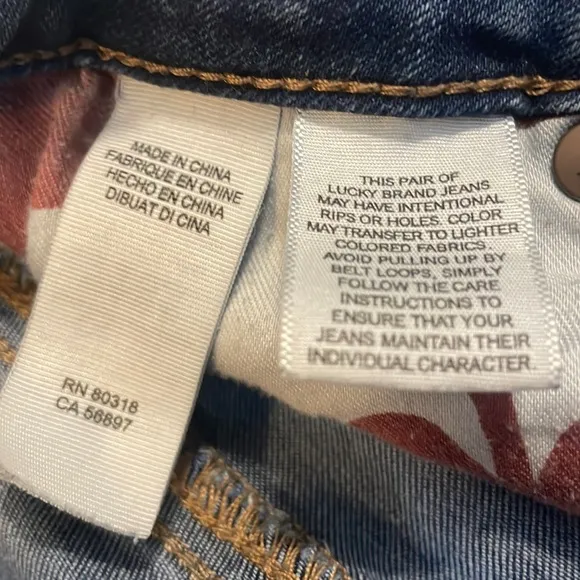 MADE IN CHINA
FABRIQUE EN CHINE
HECHO EN CHINA
DIBUAT DI CINA
RN 80318
CA 56897
THIS PAIR OF
LUCKY BRAND JEANS
MAY HAVE INTENTIONAL
RIPS OR HOLES. COLOR
MAY TRANSFER TO LIGHTER
COLORED FABRICS.
AVOID PULLING UP BY
BELT LOOPS, SIMPLY
FOLLOW THE CARE
INSTRUCTIONS TO
ENSURE THAT YOUR
JEANS MAINTAIN THEIR
INDIVIDUAL CHARACTER.